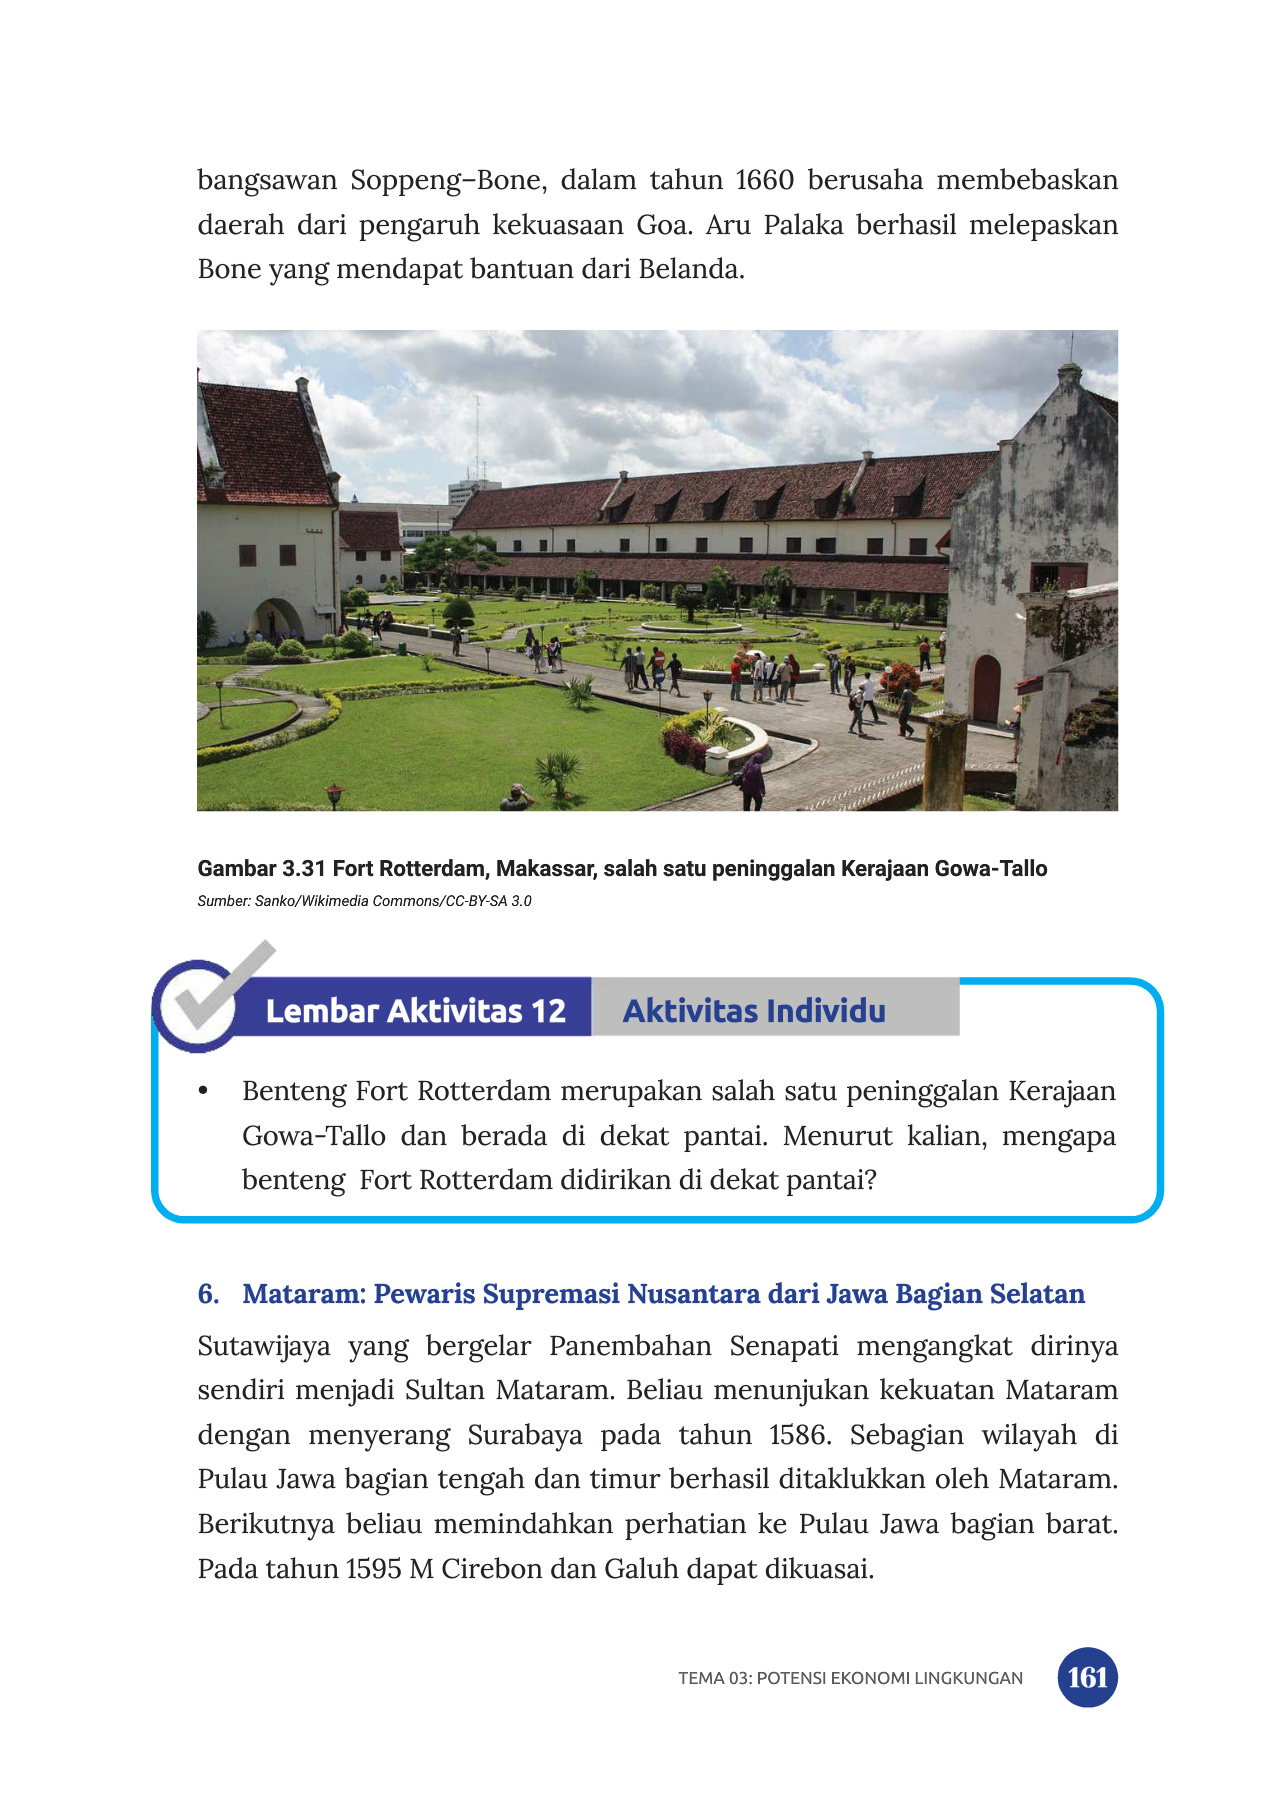 bangsawan Soppeng–Bone, dalam tahun 1660 berusaha membebaskan
daerah dari pengaruh kekuasaan Goa. Aru Palaka berhasil melepaskan
Bone yang mendapat bantuan dari Belanda.
Gambar 3.31 Fort Rotterdam, Makassar, salah satu peninggalan Kerajaan Gowa-Tallo
Sumber: Sanko/Wikimedia Commons/CC-BY-SA 3.0
Lembar Aktivitas 12 Aktivitas Individu
• Benteng Fort Rotterdam merupakan salah satu peninggalan Kerajaan
Gowa-Tallo dan berada di dekat pantai. Menurut kalian, mengapa
benteng Fort Rotterdam didirikan di dekat pantai?
6. Mataram: Pewaris Supremasi Nusantara dari Jawa Bagian Selatan
Sutawijaya yang bergelar Panembahan Senapati mengangkat dirinya
sendiri menjadi Sultan Mataram. Beliau menunjukan kekuatan Mataram
dengan menyerang Surabaya pada tahun 1586. Sebagian wilayah di
Pulau Jawa bagian tengah dan timur berhasil ditaklukkan oleh Mataram.
Berikutnya beliau memindahkan perhatian ke Pulau Jawa bagian barat.
Pada tahun 1595 M Cirebon dan Galuh dapat dikuasai.
TEMA 03: POTENSI EKONOMI LINGKUNGAN 161